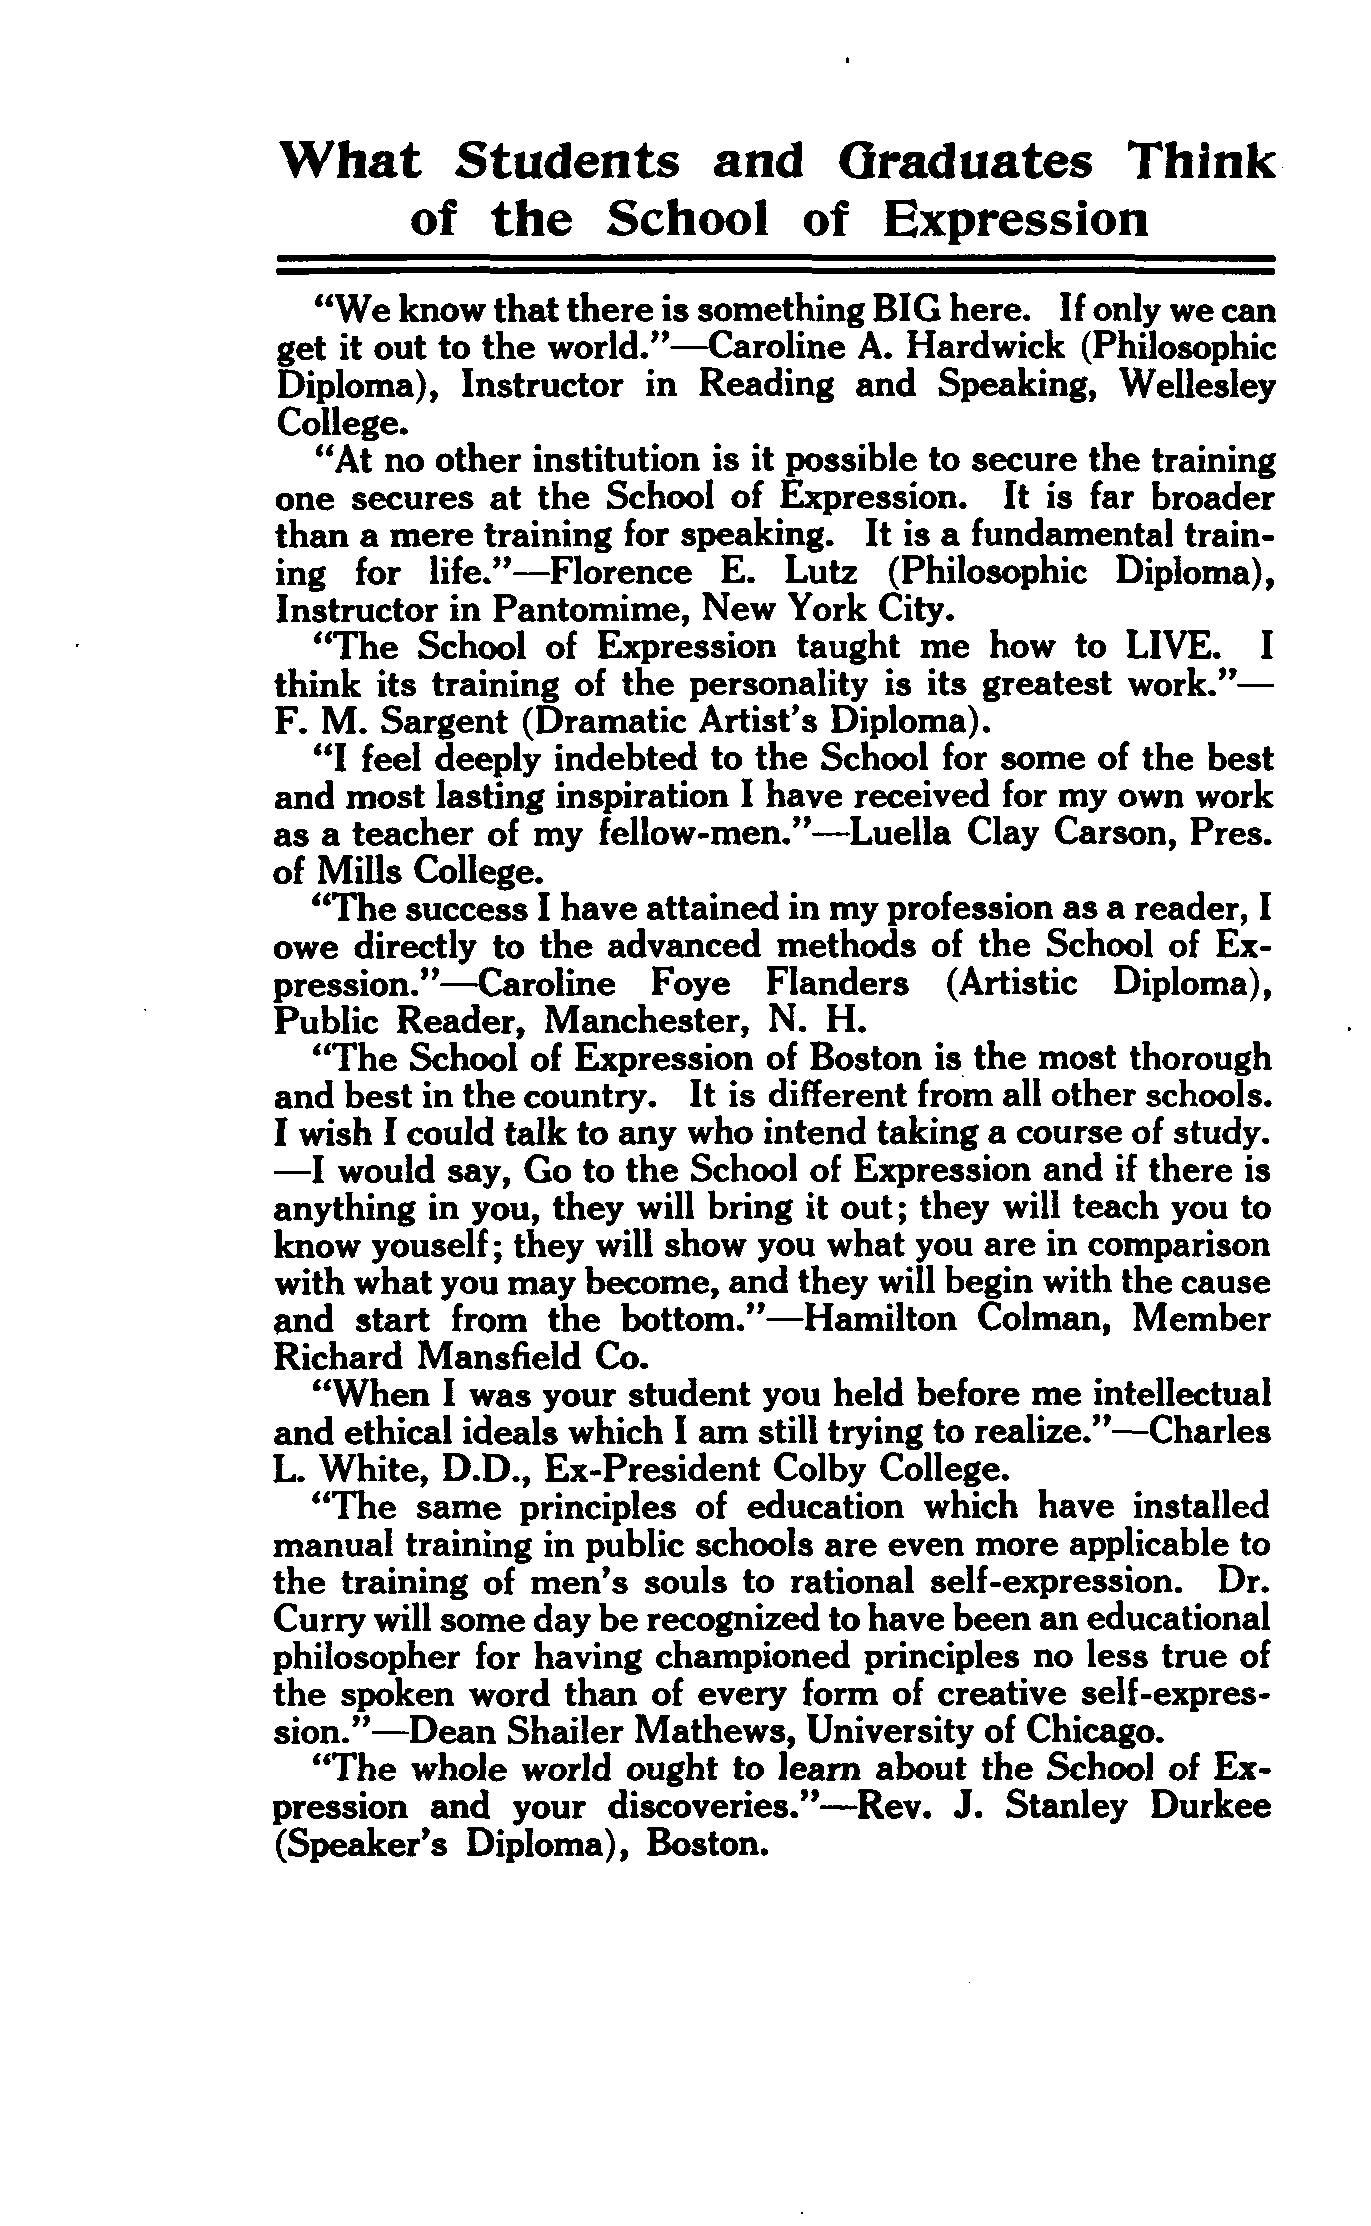 What Students and Graduates Think
of the School of Expression
“We know that there is something BIG here. If only we can
get it out to the world.”—Caroline A. Hardwick (Philosophic
Diploma), Instructor in Reading and Speaking, Wellesley
College.
“At no other institution is it possible to secure the training
one secures at the School of Expression. It is far broader
than a mere training for speaking. It is a fundamental train-
ing for life.”—Florence E. Lutz (Philosophic Diploma),
Instructor in Pantomime, New York City.
“The School of Expression taught me how to LIVE. I
think its training of the personality is its greatest work.”—
F. M. Sargent (Dramatic Artist’s Diploma).
“I feel deeply indebted to the School for some of the best
and most lasting inspiration I have received for my own work
as a teacher of my fellow-men.”—Luella Clay Carson, Pres.
of Mills College.
“The success I have attained in my profession as a reader, I
owe directly to the advanced methods of the School of Ex-
pression.”—Caroline Foye Flanders (Artistic Diploma),
Public Reader, Manchester, N. H.
“The School of Expression of Boston is the most thorough
and best in the country. It is different from all other schools.
I wish I could talk to any who intend taking a course of study.
—I would say, Go to the School of Expression and if there is
anything in you, they will bring it out; they will teach you to
know youself; they will show you what you are in comparison
with what you may become, and they will begin with the cause
and start from the bottom.”—Hamilton Colman, Member
Richard Mansfield Co.
“When I was your student you held before me intellectual
and ethical ideals which I am still trying to realize.”—Charles
L. White, D.D., Ex-President Colby College.
“The same principles of education which have installed
manual training in public schools are even more applicable to
the training of men’s souls to rational self-expression. Dr.
Curry will some day be recognized to have been an educational
philosopher for having championed principles no less true of
the spoken word than of every form of creative self-expres-
sion.”—Dean Shailer Mathews, University of Chicago.
“The whole world ought to learn about the School of Ex-
pression and your discoveries.”—Rev. J. Stanley Durkee
(Speaker’s Diploma), Boston.